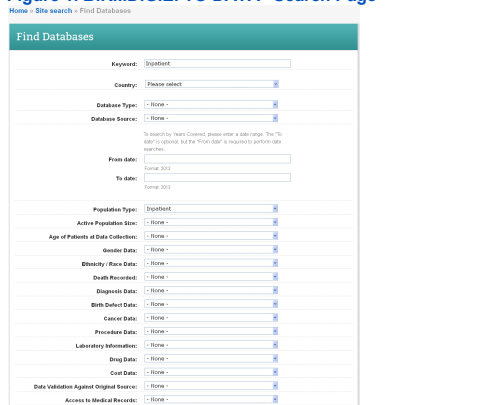 Home » Site search » Find Databases
Find Databases
Keyword: Inpatient
Country: Please select
Database Type: - None -
Database Source: - None -
To search by Years Covered, please enter a date range. The "To
date" is optional, but the "From date" is required to perform date
searches.
From date:
Format: 2013
To date:
Format: 2013
Population Type: Inpatient
Active Population Size: - None -
Age of Patients at Data Collection: - None -
Gender Data: - None -
Ethnicity / Race Data: - None -
Death Recorded: - None -
Diagnosis Data: - None -
Birth Defect Data: - None -
Cancer Data: - None -
Procedure Data: - None -
Laboratory Information: - None -
Drug Data: - None -
Cost Data: - None -
Data Validation Against Original Source: - None -
Access to Medical Records: - None -